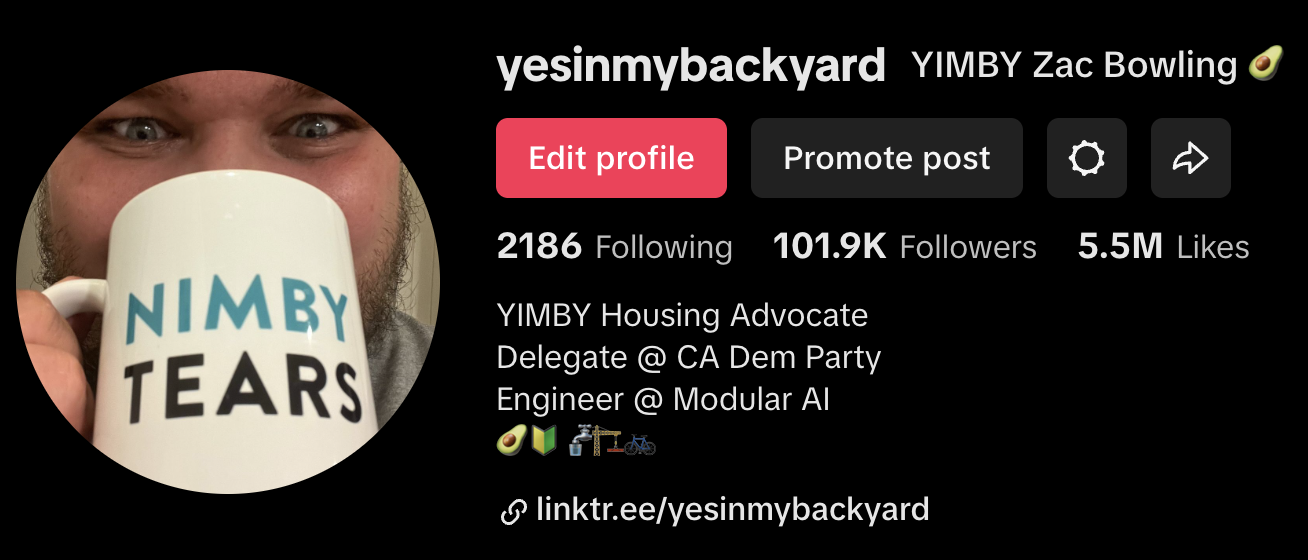 yesinmybackyard YIMBY Zac Bowling 🥑
Edit profile
Promote post
2186 Following 101.9K Followers 5.5M Likes
YIMBY Housing Advocate
Delegate @ CA Dem Party
Engineer @ Modular AI
🥑🔰 🚰🏗️🚲
linktr.ee/yesinmybackyard
NIMBY
TEARS